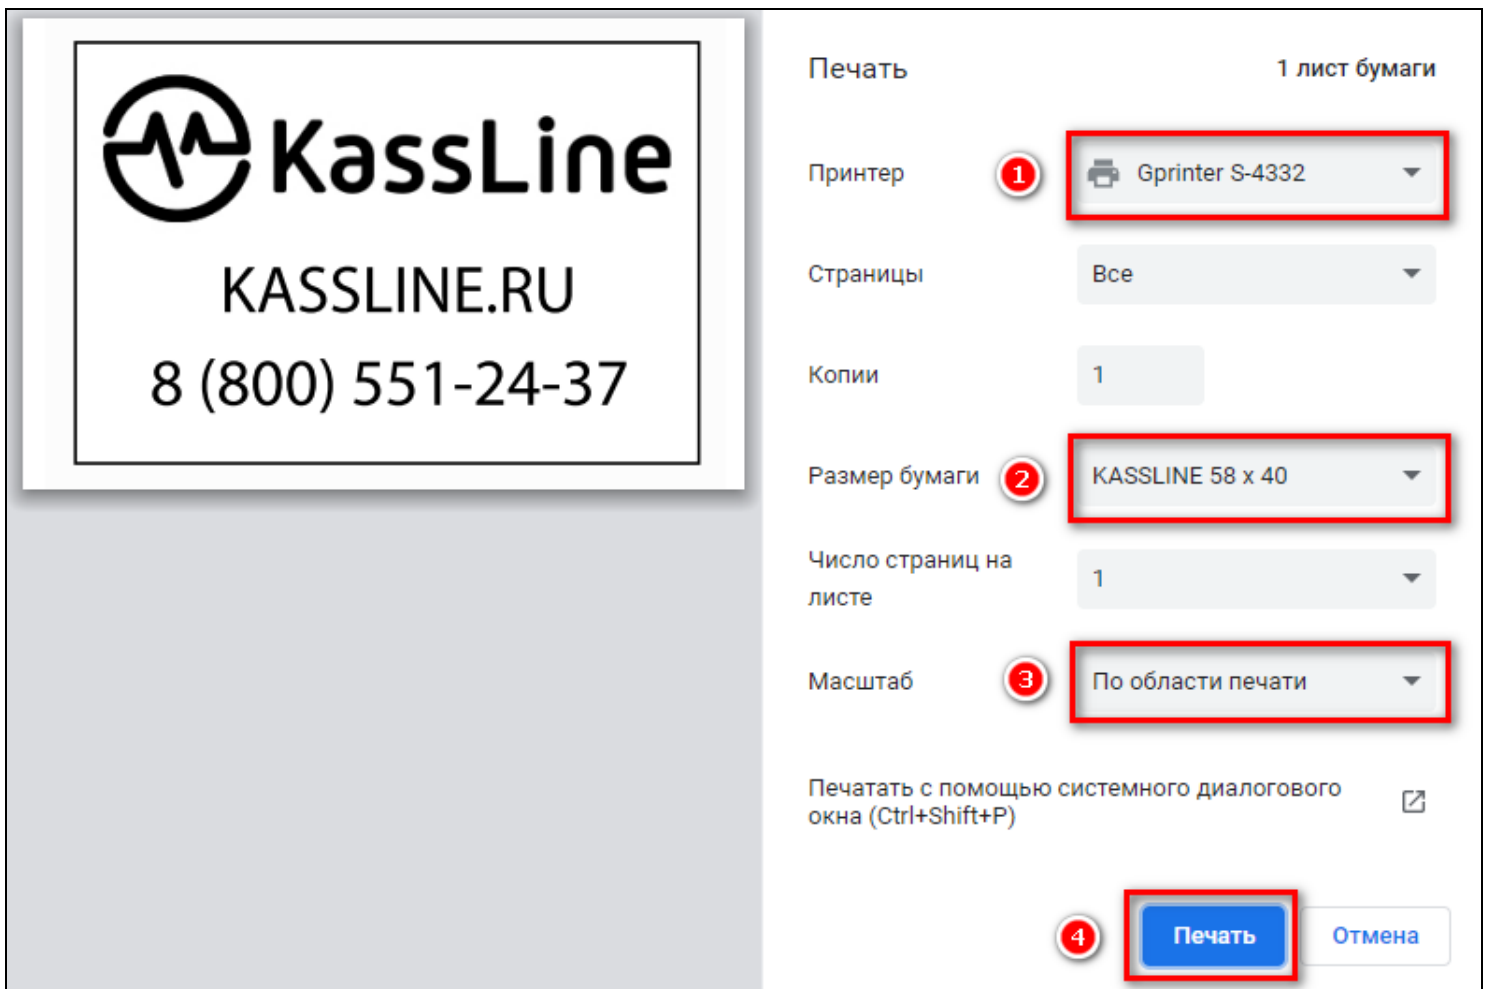 KassLine
KASSLINE.RU
8 (800) 551-24-37
Печать
1 лист бумаги
Принтер
1
Gprinter S-4332
Страницы
Все
Копии
1
Размер бумаги
2
KASSLINE 58 x 40
Число страниц на
листе
1
Масштаб
3
По области печати
Печатать с помощью системного диалогового
окна (Ctrl+Shift+P)
4
Печать
Отмена